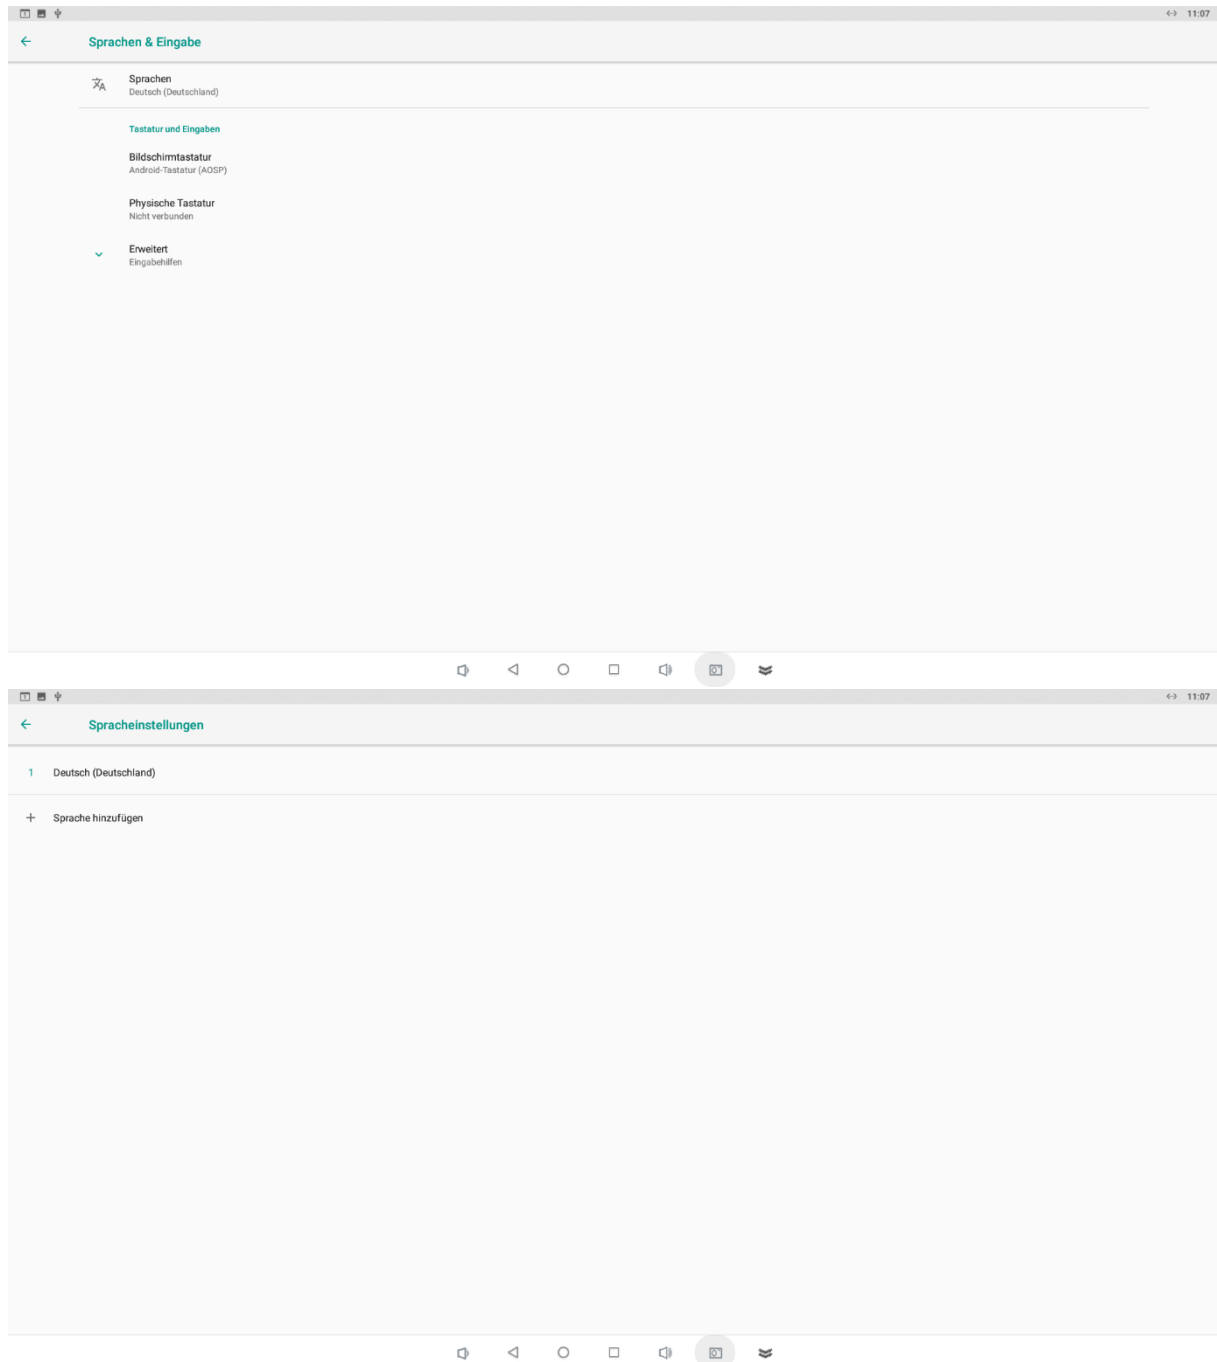 11:07
Sprachen & Eingabe
Sprachen
Deutsch (Deutschland)
Tastatur und Eingaben
Bildschirmtastatur
Android-Tastatur (AOSP)
Physische Tastatur
Nicht verbunden
Erweitert
Eingabehilfen
11:07
Spracheinstellungen
1 Deutsch (Deutschland)
+ Sprache hinzufügen